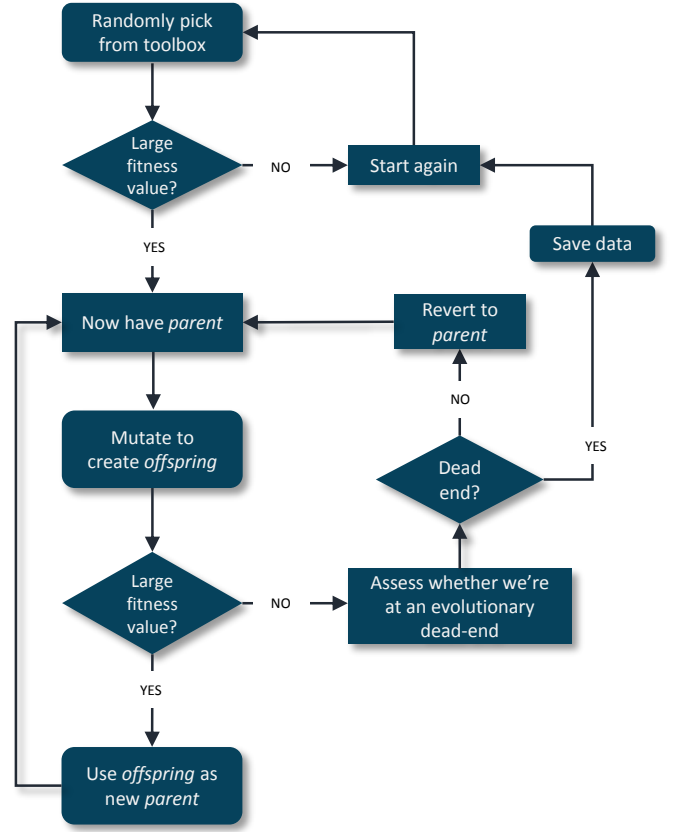 Randomly pick
from toolbox
Large
fitness
value?
NO
Start again
YES
Save data
Now have parent
Revert to
parent
NO
YES
Mutate to
create offspring
Dead
end?
Large
fitness
value?
NO
Assess whether we're
at an evolutionary
dead-end
YES
Use offspring as
new parent